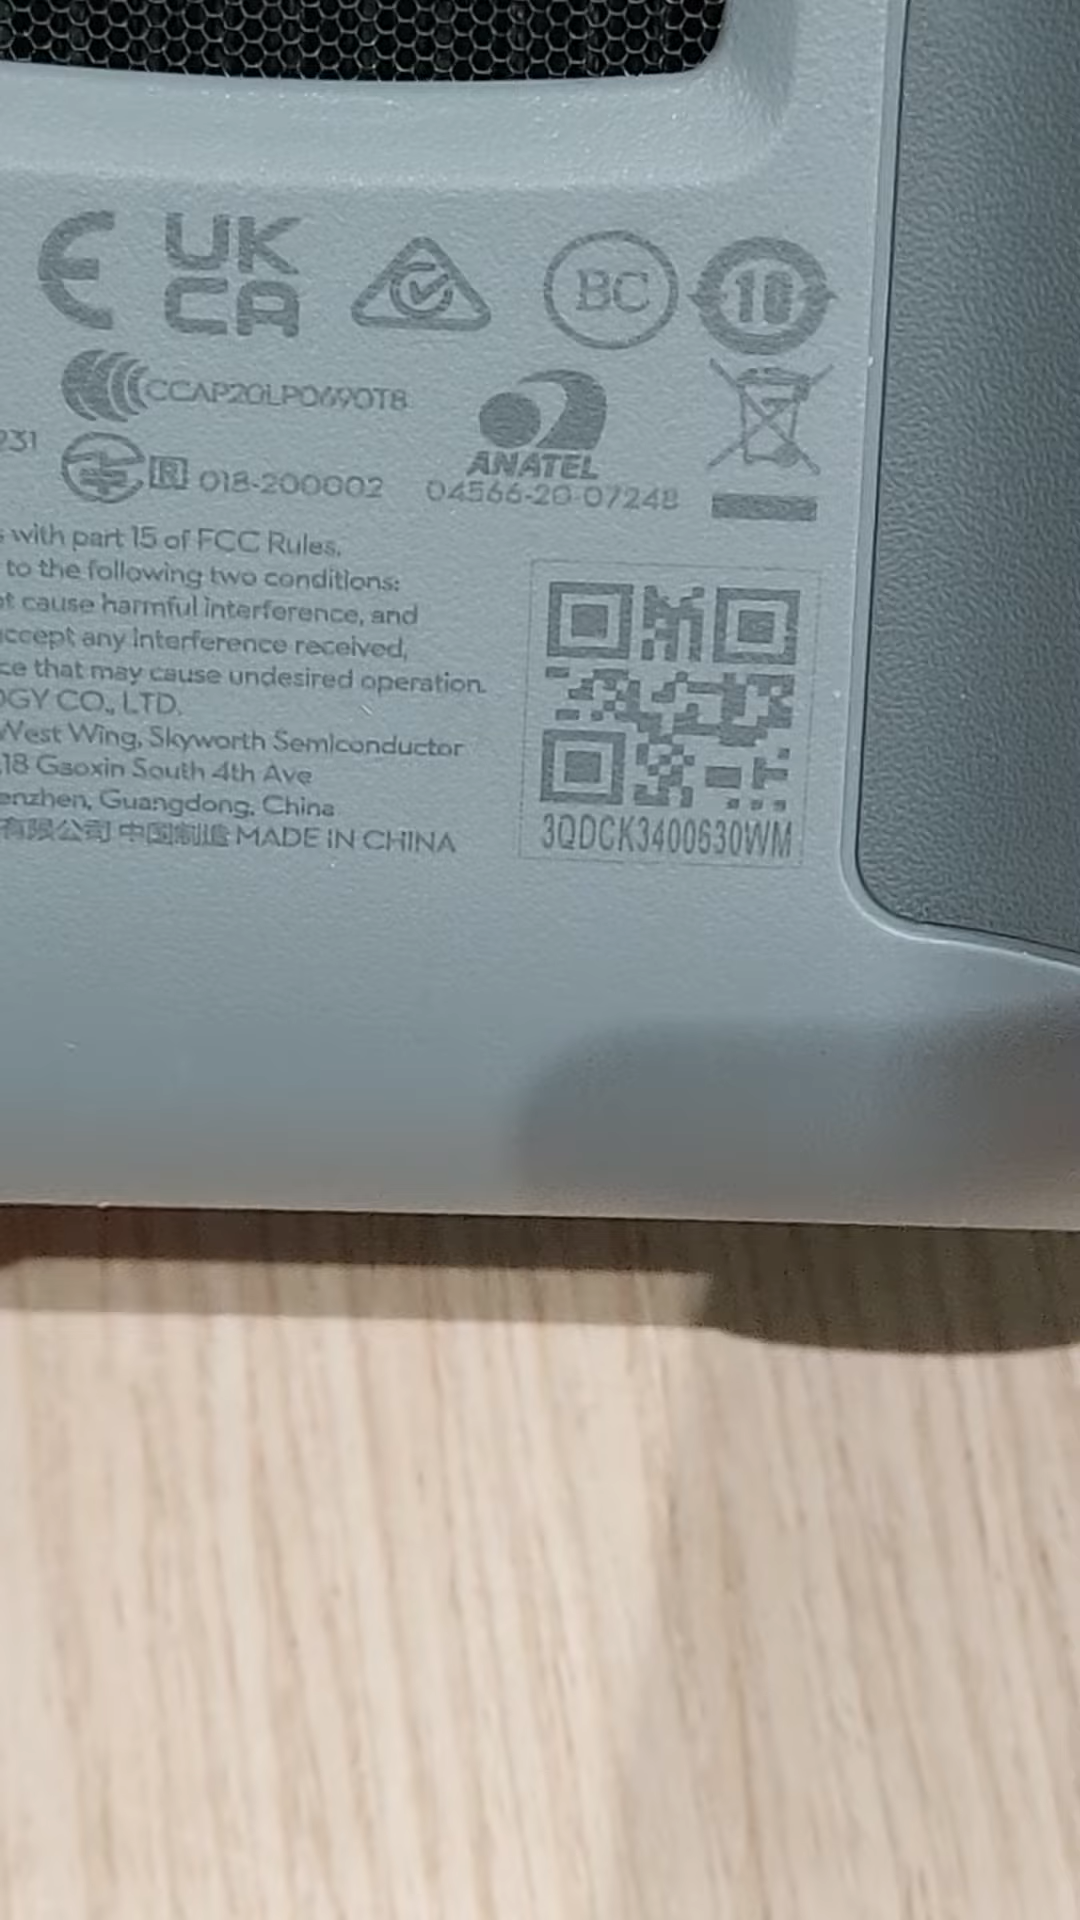 CE UK CA BC 10
CCAP20LP0690T8
231
R 018-200002
ANATEL
04566-20-07248
with part 15 of FCC Rules.
to the following two conditions:
cause harmful interference, and
accept any interference received,
that may cause undesired operation.
CO., LTD.
West Wing, Skyworth Semiconductor
18 Gaoxin South 4th Ave
Guangdong, China
有限公司 中国制造 MADE IN CHINA
3QDCK3400630WM